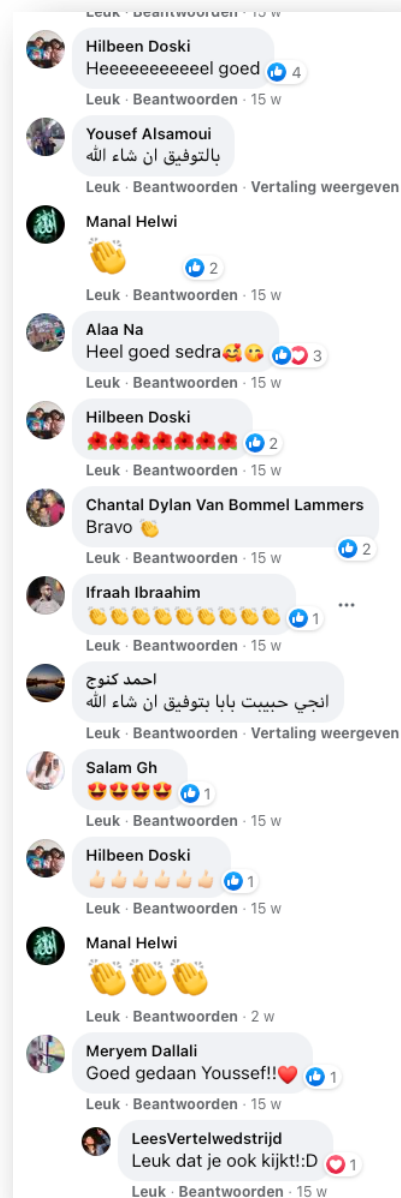 Leuk · Beantwoorden · 15 w
Hilbeen Doski
Heeeeeeeeeeel goed 4
Leuk · Beantwoorden · 15 w
Yousef Alsamoui
بالتوفيق ان شاء الله
Leuk · Beantwoorden · Vertaling weergeven
Manal Helwi
👏 2
Leuk · Beantwoorden · 15 w
Alaa Na
Heel goed sedra🥰😋 3
Leuk · Beantwoorden · 15 w
Hilbeen Doski
🌺🌺🌺🌺🌺🌺🌺 2
Leuk · Beantwoorden · 15 w
Chantal Dylan Van Bommel Lammers
Bravo 👏
2
Leuk · Beantwoorden · 15 w
Ifraah Ibraahim
👏👏👏👏👏👏👏👏👏 1
Leuk · Beantwoorden · 15 w
احمد كنوج
انجي حبيبت بابا بتوفيق ان شاء الله
Leuk · Beantwoorden · Vertaling weergeven
Salam Gh
😍😍😍😍 1
Leuk · Beantwoorden · 15 w
Hilbeen Doski
👍🏻👍🏻👍🏻👍🏻👍🏻👍🏻 1
Leuk · Beantwoorden · 15 w
Manal Helwi
👏👏👏
Leuk · Beantwoorden · 2 w
Meryem Dallali
Goed gedaan Youssef!!❤️ 1
Leuk · Beantwoorden · 15 w
LeesVertelwedstrijd
Leuk dat je ook kijkt!:D 1
Leuk · Beantwoorden · 15 w